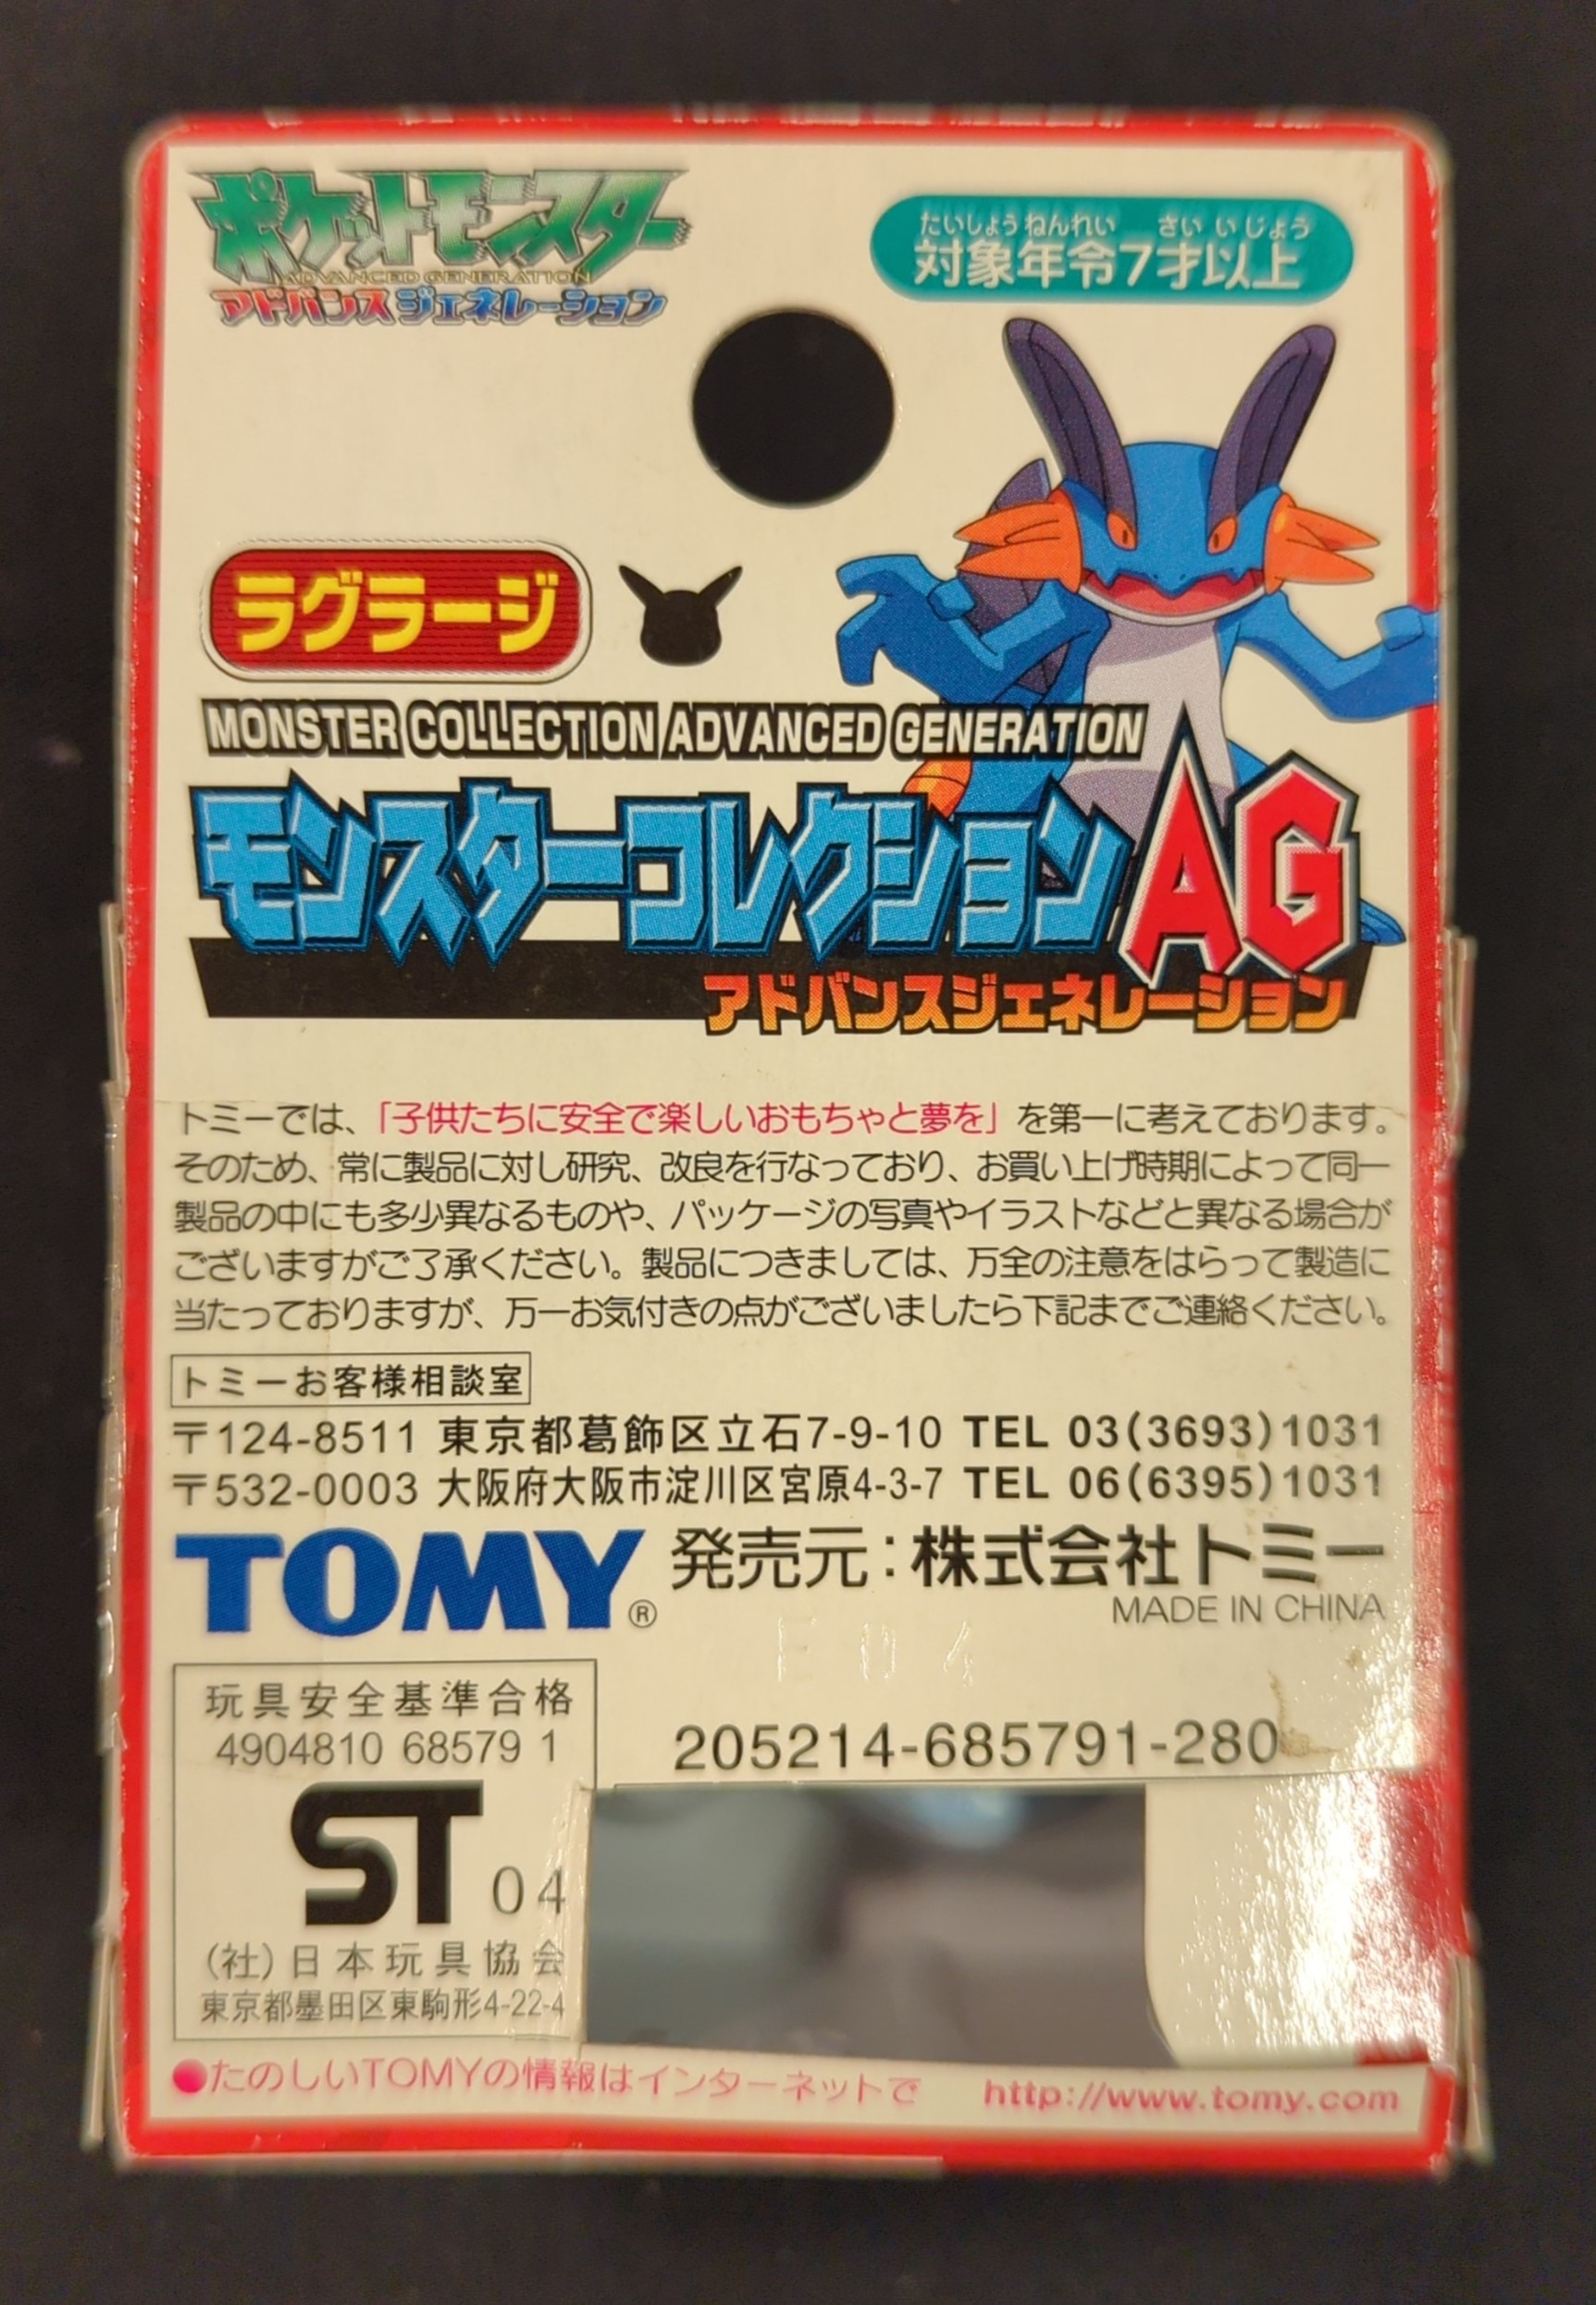 ポケットモンスター
ADVANCED GENERATION
アドバンスジェネレーション
たいしょうねんれい さいいじょう
対象年令7才以上
ラグラージ
MONSTER COLLECTION ADVANCED GENERATION
モンスターコレクションAG
アドバンスジェネレーション
トミーでは、「子供たちに安全で楽しいおもちゃと夢を」を第一に考えております。
そのため、常に製品に対し研究、改良を行なっており、お買い上げ時期によって同一
製品の中にも多少異なるものや、パッケージの写真やイラストなどと異なる場合が
ございますがご了承ください。製品につきましては、万全の注意をはらって製造に
当たっておりますが、万一お気付きの点がございましたら下記までご連絡ください。
トミーお客様相談室
〒124-8511 東京都葛飾区立石7-9-10 TEL 03(3693)1031
〒532-0003 大阪府大阪市淀川区宮原4-3-7 TEL 06(6395)1031
TOMY® 発売元:株式会社トミー
MADE IN CHINA
E04
玩具安全基準合格
4904810 68579 1
205214-685791-280
ST 04
(社)日本玩具協会
東京都墨田区東駒形4-22-4
●たのしいTOMYの情報はインターネットで http://www.tomy.com